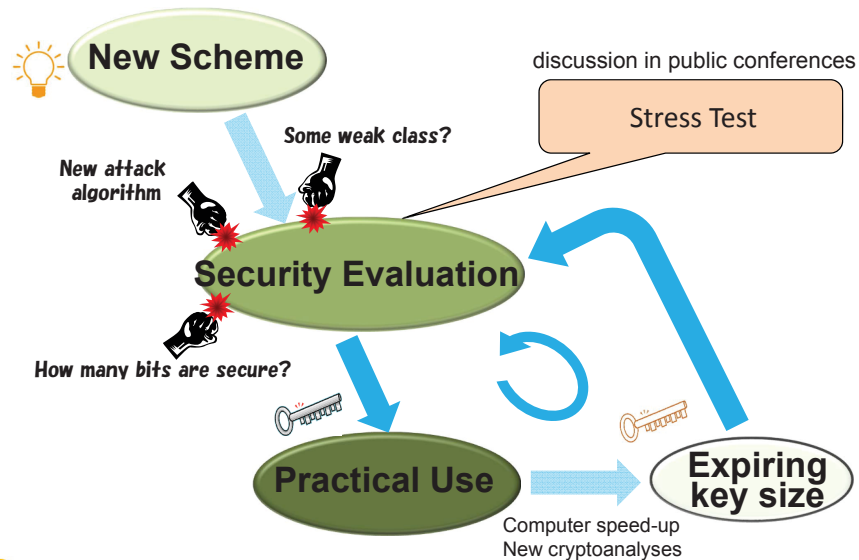 New Scheme
discussion in public conferences
Stress Test
Some weak class?
New attack
algorithm
Security Evaluation
How many bits are secure?
Practical Use
Expiring
key size
Computer speed-up
New cryptoanalyses